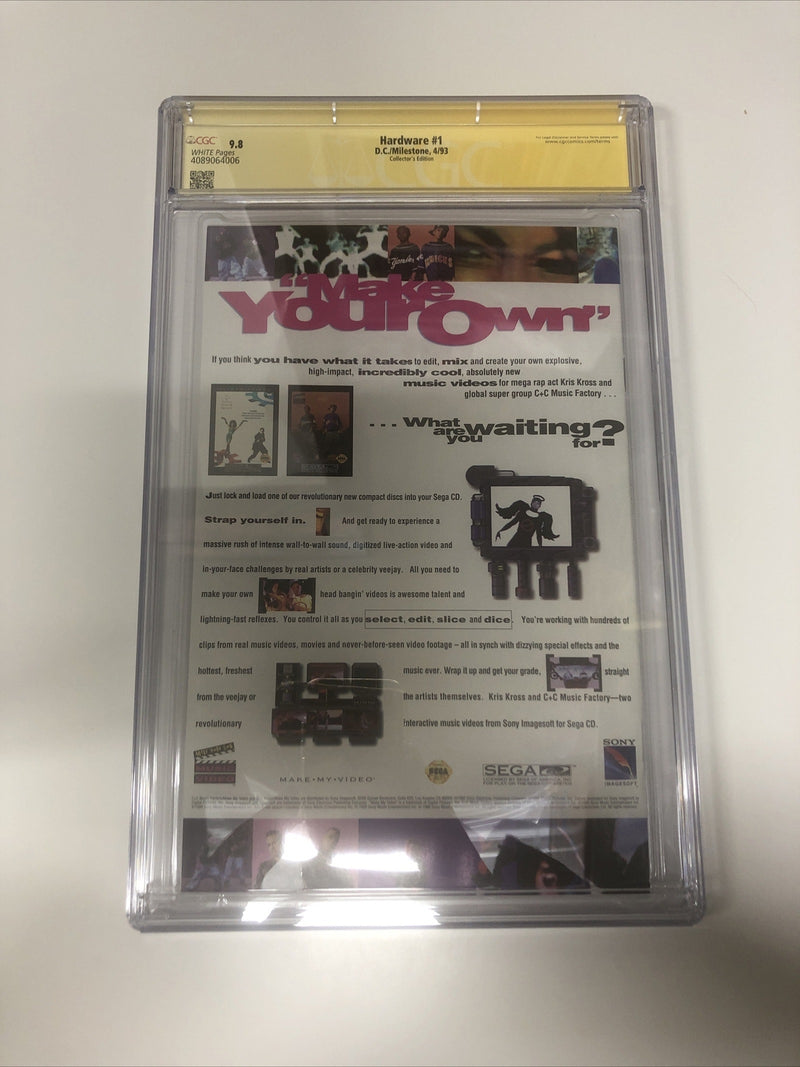 CGC 9.8
WHITE Pages
4089064006
Hardware #1
D.C./Milestone, 4/93
Collector's Edition
www.cgccomics.com/terms
"Make
Your Own"
If you think you have what it takes to edit, mix and create your own explosive,
high-impact, incredibly cool, absolutely new
music videos for mega rap act Kris Kross and
global super group C+C Music Factory . . .
. . . What are you waiting for?
Just lock and load one of our revolutionary new compact discs into your Sega CD.
Strap yourself in. And get ready to experience a
massive rush of intense wall-to-wall sound, digitized live-action video and
in-your-face challenges by real artists or a celebrity veejay. All you need to
make your own head bangin' videos is awesome talent and
lightning-fast reflexes. You control it all as you select, edit, slice and dice. You're working with hundreds of
clips from real music videos, movies and never-before-seen video footage – all in synch with dizzying special effects and the
hottest, freshest music ever. Wrap it up and get your grade, straight
from the veejay or the artists themselves. Kris Kross and C+C Music Factory—two
revolutionary interactive music videos from Sony Imagesoft for Sega CD.
MUSIC
VIDEO
MAKE•MY•VIDEO
SEGA
SEGA CD
SONY
IMAGESOFT